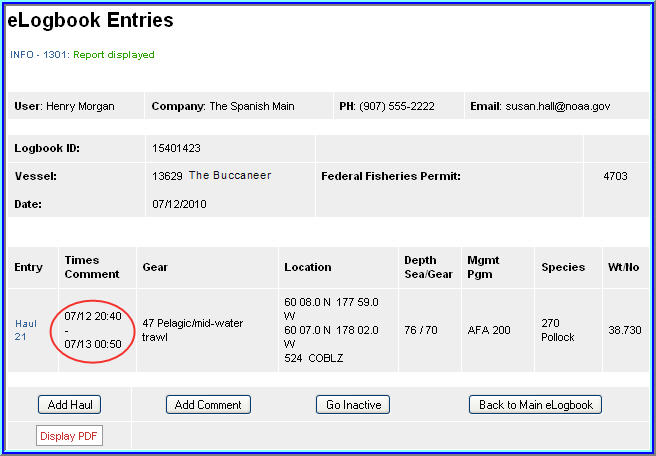 eLogbook Entries
INFO - 1301: Report displayed
User: Henry Morgan Company: The Spanish Main PH: (907) 555-2222 Email: susan.hall@noaa.gov
Logbook ID: 15401423
Vessel: 13629 The Buccaneer Federal Fisheries Permit: 4703
Date: 07/12/2010
Entry Times Comment Gear Location Depth Sea/Gear Mgmt Pgm Species Wt/No
Haul 21
07/12 20:40
-
07/13 00:50
47 Pelagic/mid-water
trawl
60 08.0 N 177 59.0
W
60 07.0 N 178 02.0
W
524 COBLZ
76 / 70
AFA 200
270
Pollock
38.730
Add Haul Add Comment Go Inactive Back to Main eLogbook
Display PDF